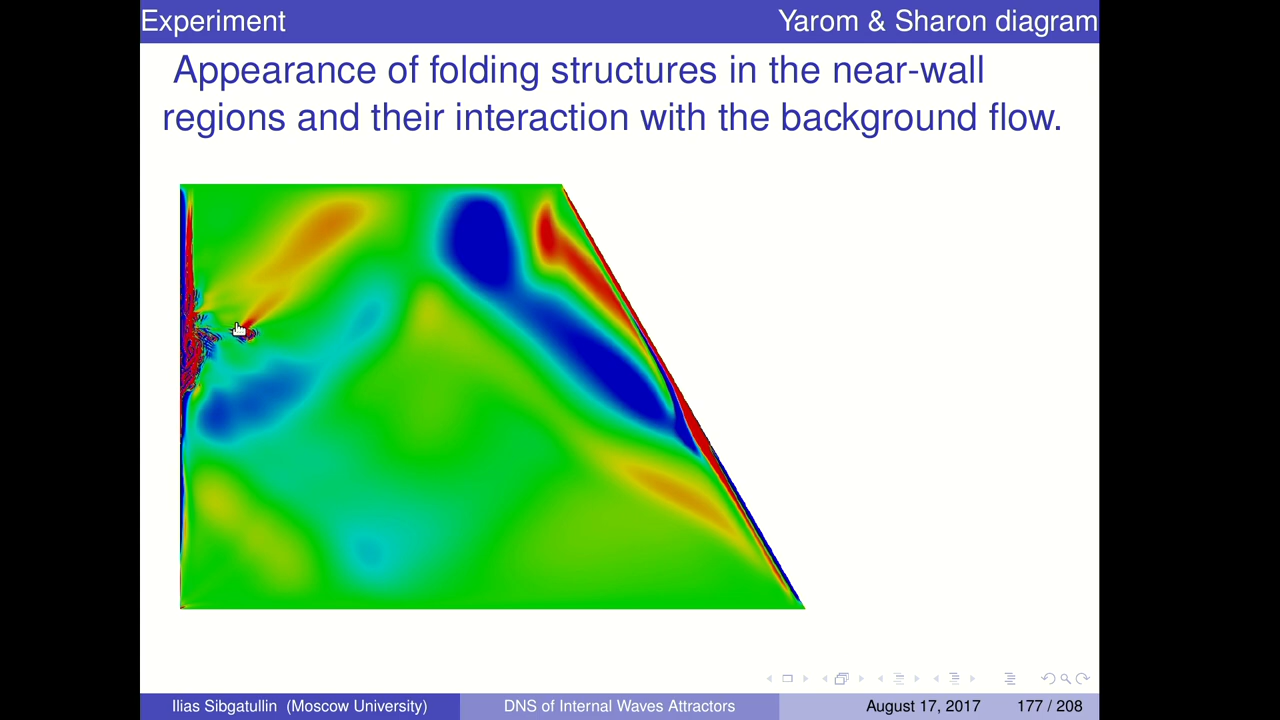 Experiment
Yarom & Sharon diagram
Appearance of folding structures in the near-wall
regions and their interaction with the background flow.
Ilias Sibgatullin (Moscow University)
DNS of Internal Waves Attractors
August 17, 2017
177 / 208